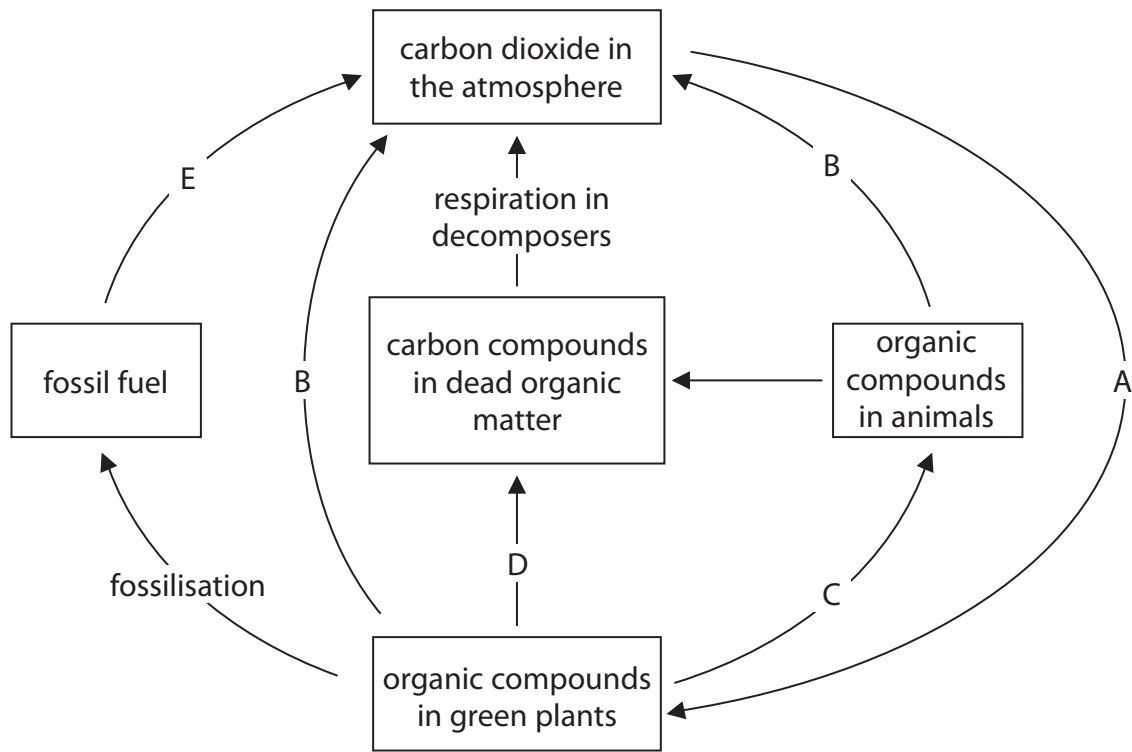 carbon dioxide in
the atmosphere
E
B
respiration in
decomposers
fossil fuel
B
carbon compounds
in dead organic
matter
organic
compounds
in animals
A
fossilisation
D
C
organic compounds
in green plants